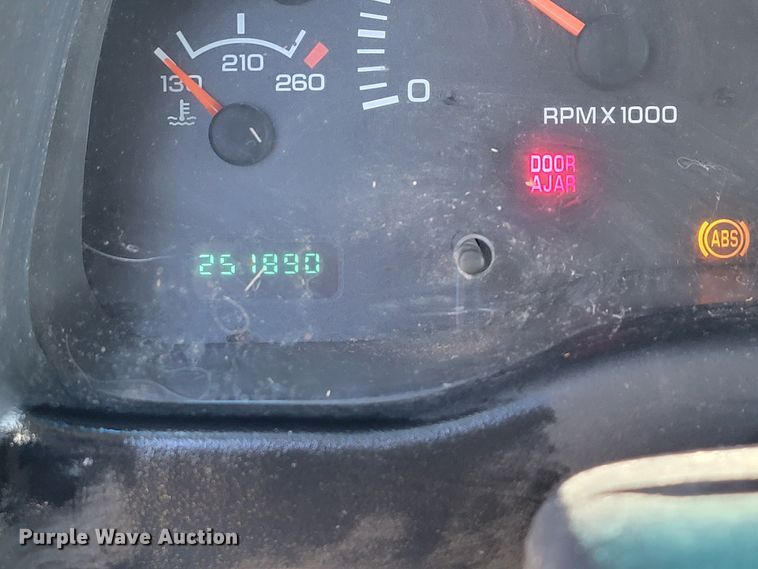 210
130
260
0
RPM X 1000
DOOR
AJAR
ABS
251890
Purple Wave Auction